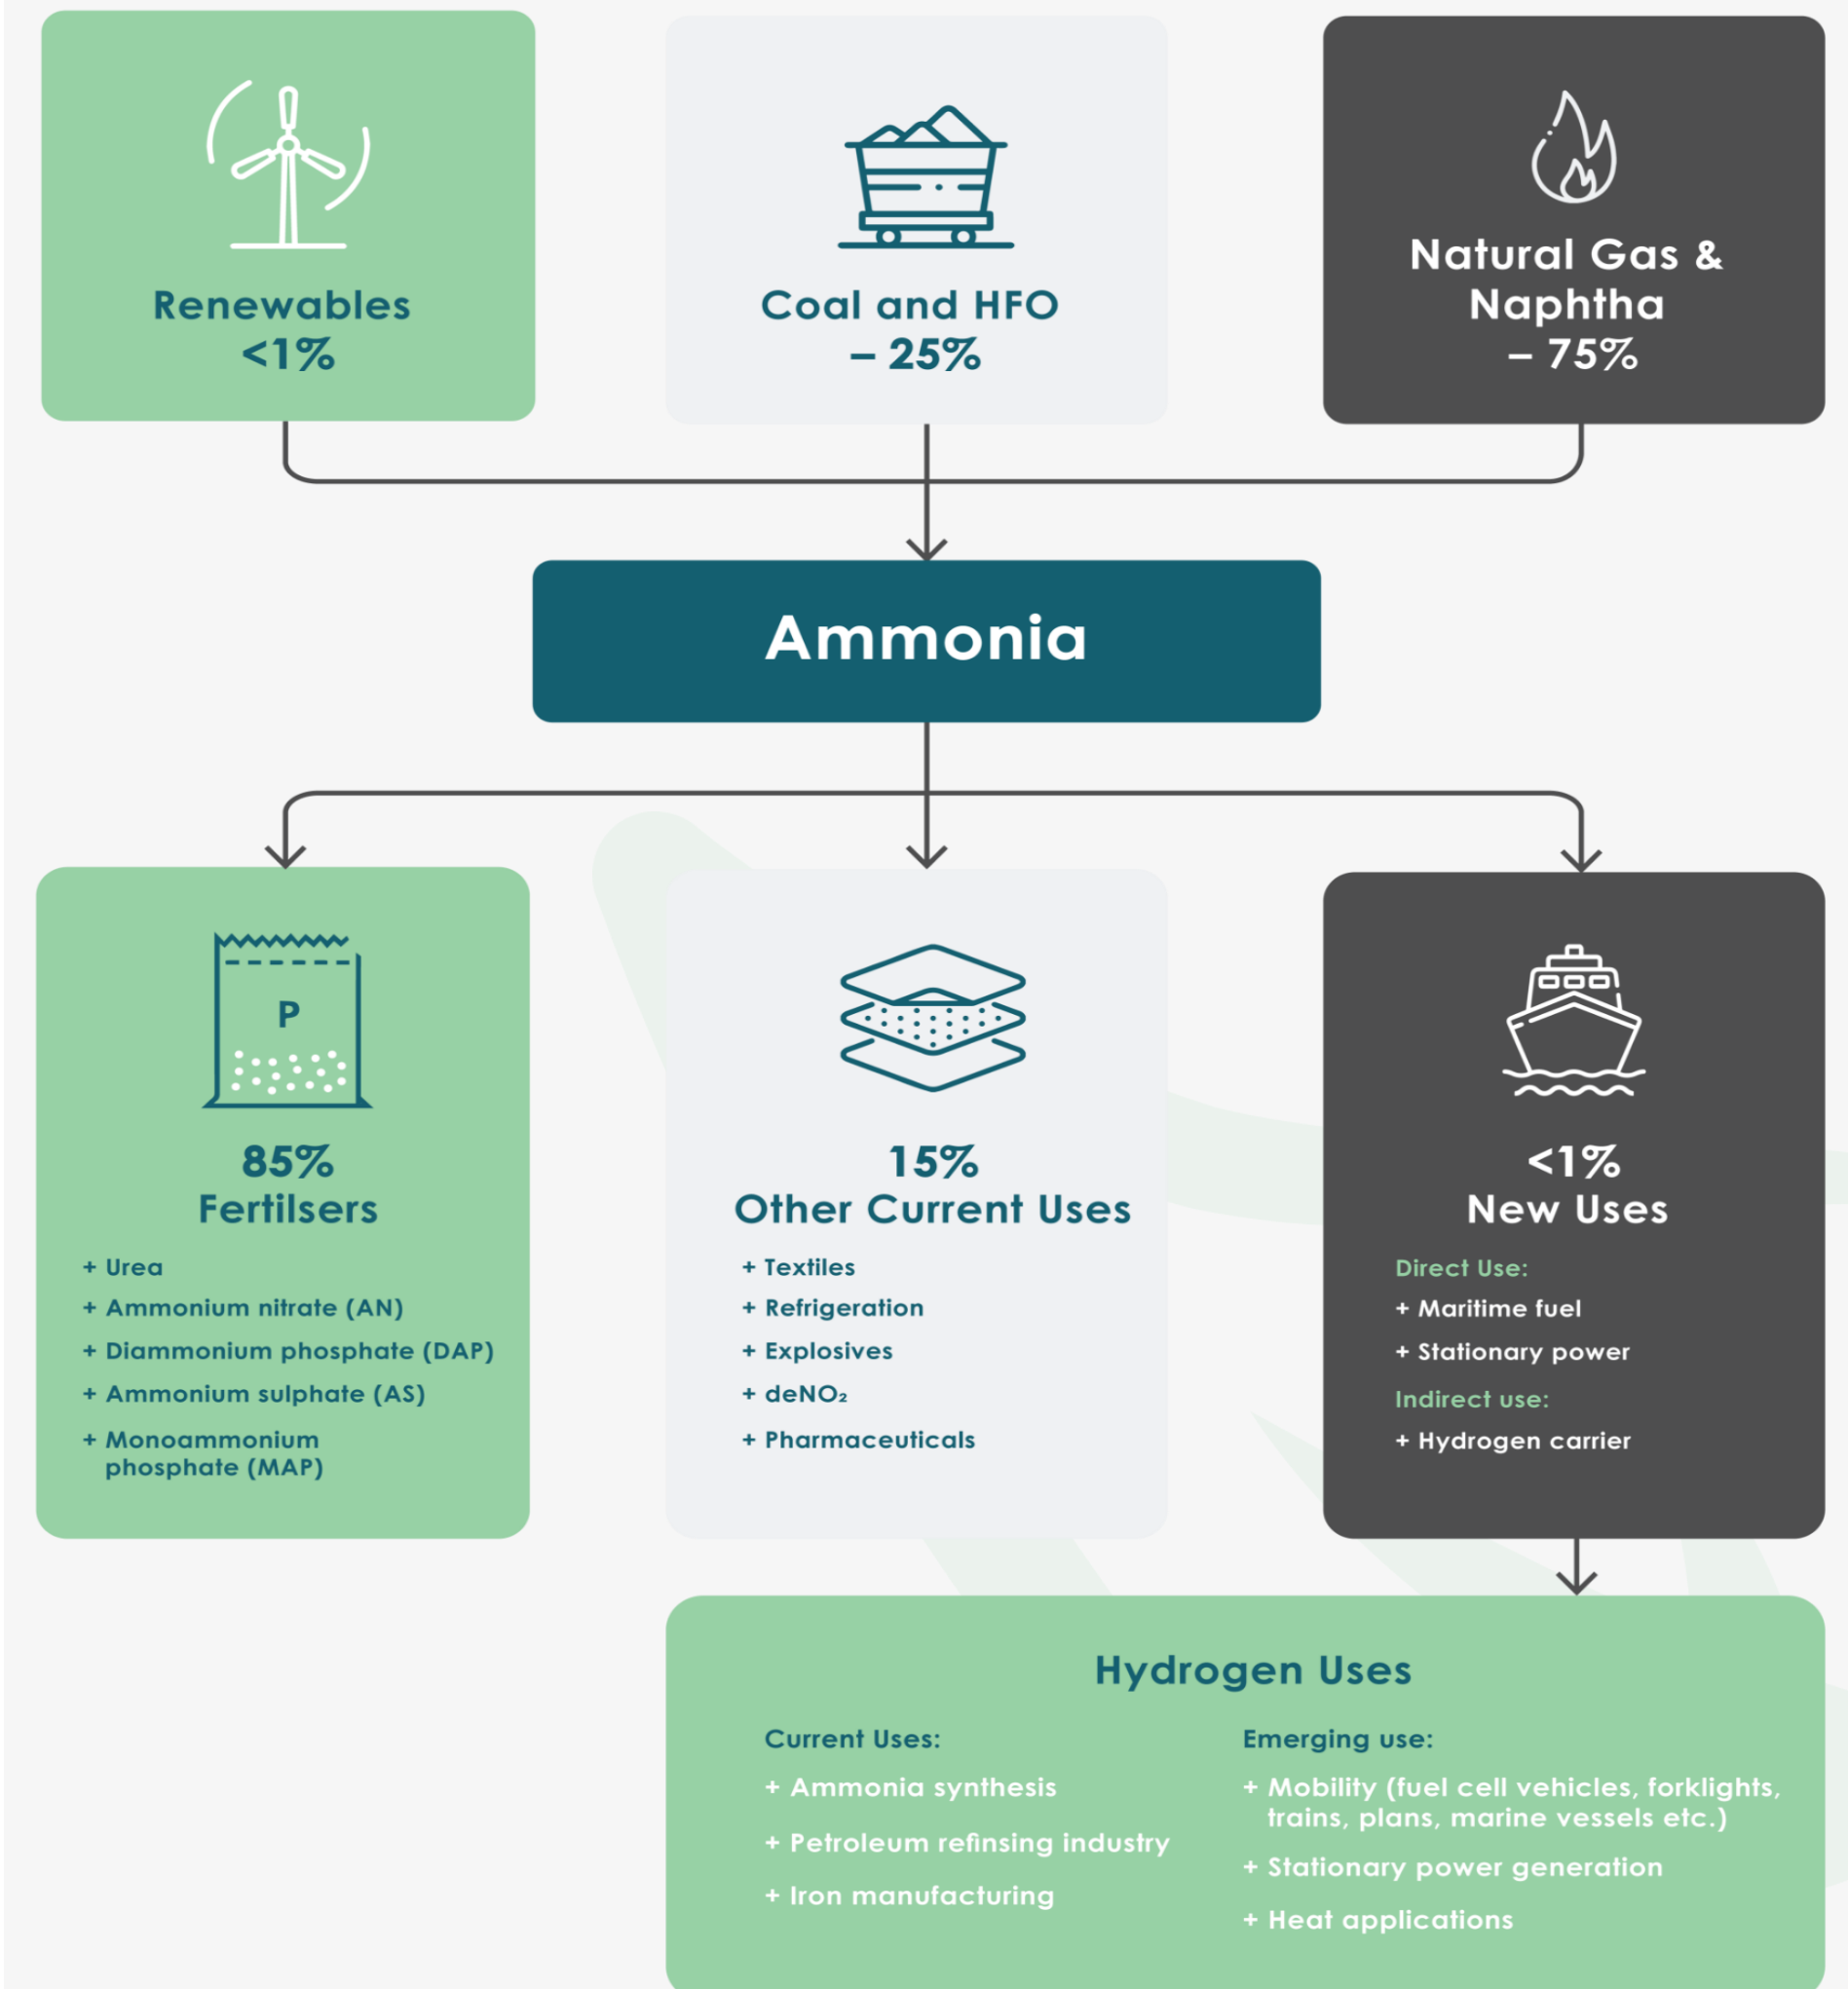 Renewables
<1%
Coal and HFO
– 25%
Natural Gas &
Naphtha
– 75%
Ammonia
P
85%
Fertilsers
+ Urea
+ Ammonium nitrate (AN)
+ Diammonium phosphate (DAP)
+ Ammonium sulphate (AS)
+ Monoammonium
phosphate (MAP)
15%
Other Current Uses
+ Textiles
+ Refrigeration
+ Explosives
+ deNO₂
+ Pharmaceuticals
<1%
New Uses
Direct Use:
+ Maritime fuel
+ Stationary power
Indirect use:
+ Hydrogen carrier
Hydrogen Uses
Current Uses:
+ Ammonia synthesis
+ Petroleum refinsing industry
+ Iron manufacturing
Emerging use:
+ Mobility (fuel cell vehicles, forklights,
trains, plans, marine vessels etc.)
+ Stationary power generation
+ Heat applications